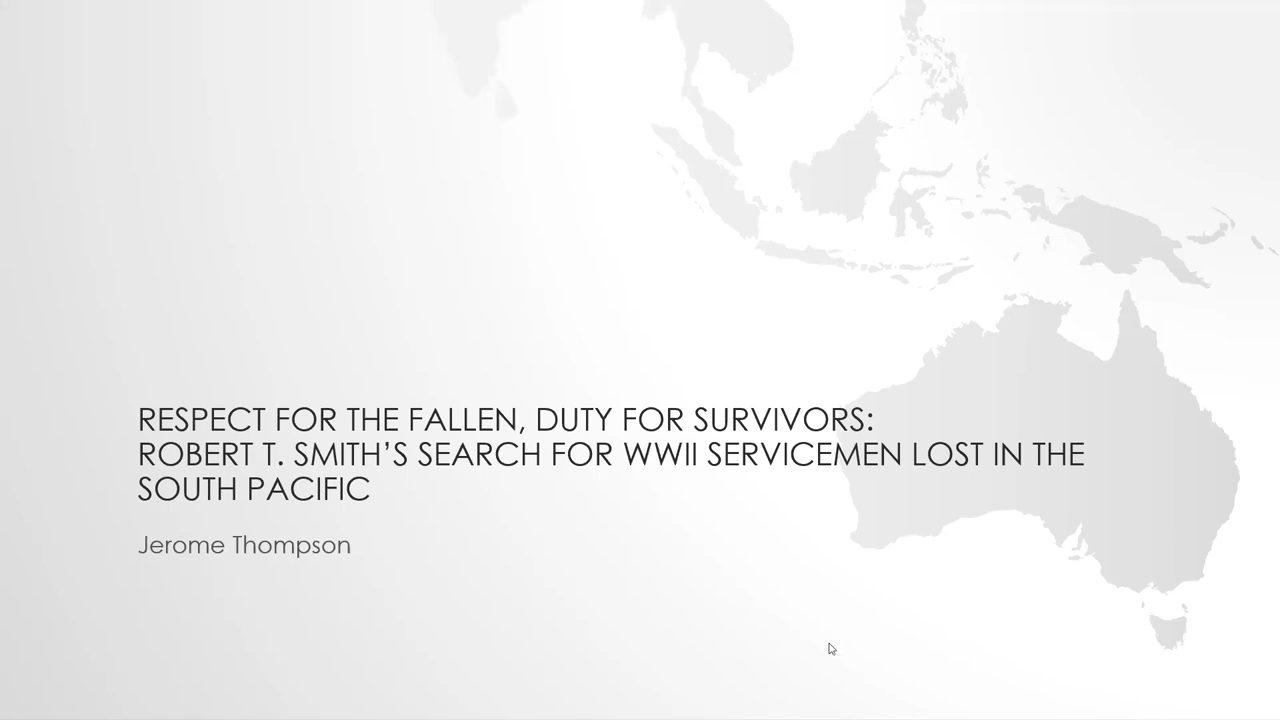 RESPECT FOR THE FALLEN, DUTY FOR SURVIVORS:
ROBERT T. SMITH’S SEARCH FOR WWII SERVICEMEN LOST IN THE
SOUTH PACIFIC
Jerome Thompson